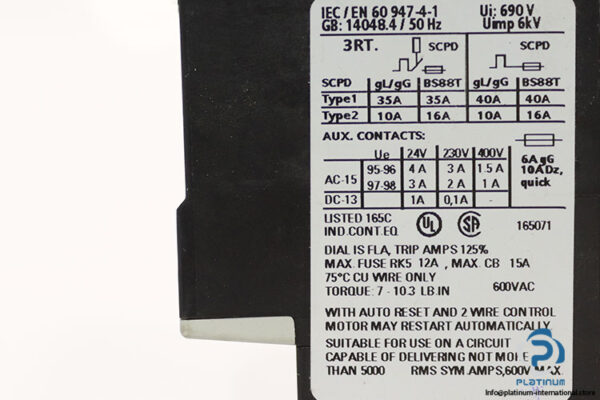 IEC / EN 60 947-4-1 Ui: 690 V
GB: 14048.4 / 50 Hz Uimp 6kV
3RT. SCPD SCPD
SCPD gL/gG BS88T gL/gG BS88T
Type1 35A 35A 40A 40A
Type2 10A 16A 10A 16A
AUX. CONTACTS:
Ue 24V 230V 400V
AC-15 95-96 4 A 3 A 1.5 A
97-98 3 A 2 A 1 A
DC-13 1A 0,1A -
6A gG
10A Dz,
quick
LISTED 165C UL SA 165071
IND.CONT.EQ.
DIAL IS FLA, TRIP AMPS 125%
MAX. FUSE RK5 12A , MAX. CB 15A
75°C CU WIRE ONLY
TORQUE: 7 - 10.3 LB IN 600VAC
WITH AUTO RESET AND 2 WIRE CONTROL
MOTOR MAY RESTART AUTOMATICALLY.
SUITABLE FOR USE ON A CIRCUIT
CAPABLE OF DELIVERING NOT MORE
THAN 5000 RMS SYM.AMPS,600V MAX.
PLATINUM
Info@platinum-international.store